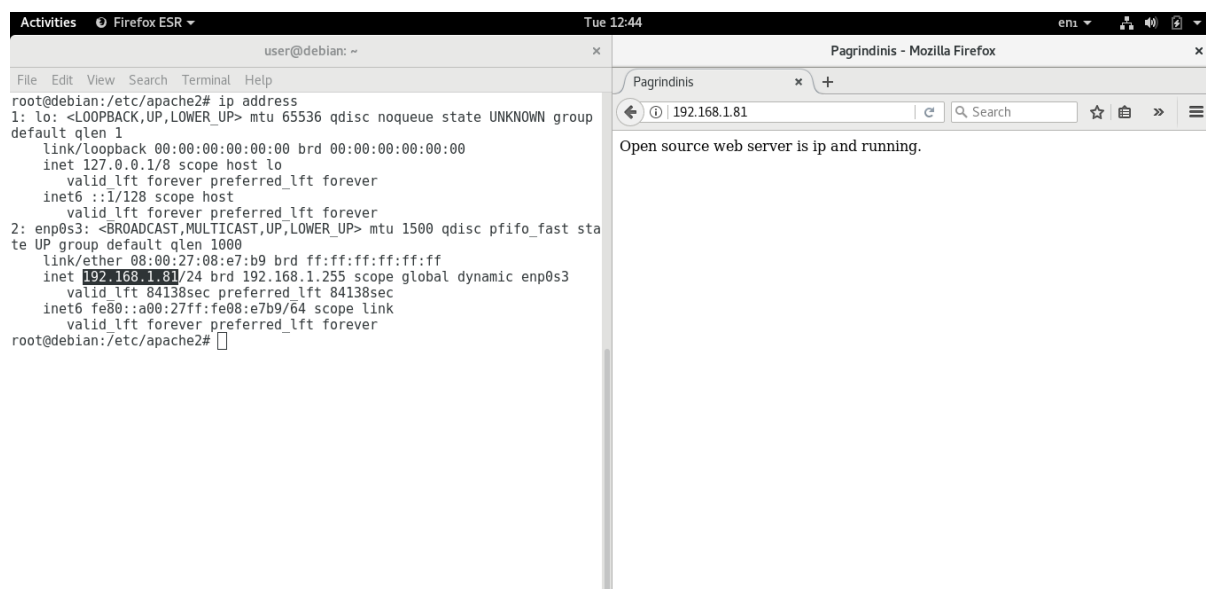 Activities Firefox ESR Tue 12:44 en1
user@debian: ~
File Edit View Search Terminal Help
root@debian:/etc/apache2# ip address
1: lo: <LOOPBACK,UP,LOWER_UP> mtu 65536 qdisc noqueue state UNKNOWN group
default qlen 1
link/loopback 00:00:00:00:00:00 brd 00:00:00:00:00:00
inet 127.0.0.1/8 scope host lo
valid_lft forever preferred_lft forever
inet6 ::1/128 scope host
valid_lft forever preferred_lft forever
2: enp0s3: <BROADCAST,MULTICAST,UP,LOWER_UP> mtu 1500 qdisc pfifo_fast sta
te UP group default qlen 1000
link/ether 08:00:27:08:e7:b9 brd ff:ff:ff:ff:ff:ff
inet 192.168.1.81/24 brd 192.168.1.255 scope global dynamic enp0s3
valid_lft 84138sec preferred_lft 84138sec
inet6 fe80::a00:27ff:fe08:e7b9/64 scope link
valid_lft forever preferred_lft forever
root@debian:/etc/apache2#
Pagrindinis - Mozilla Firefox
Pagrindinis
192.168.1.81 Search
Open source web server is ip and running.